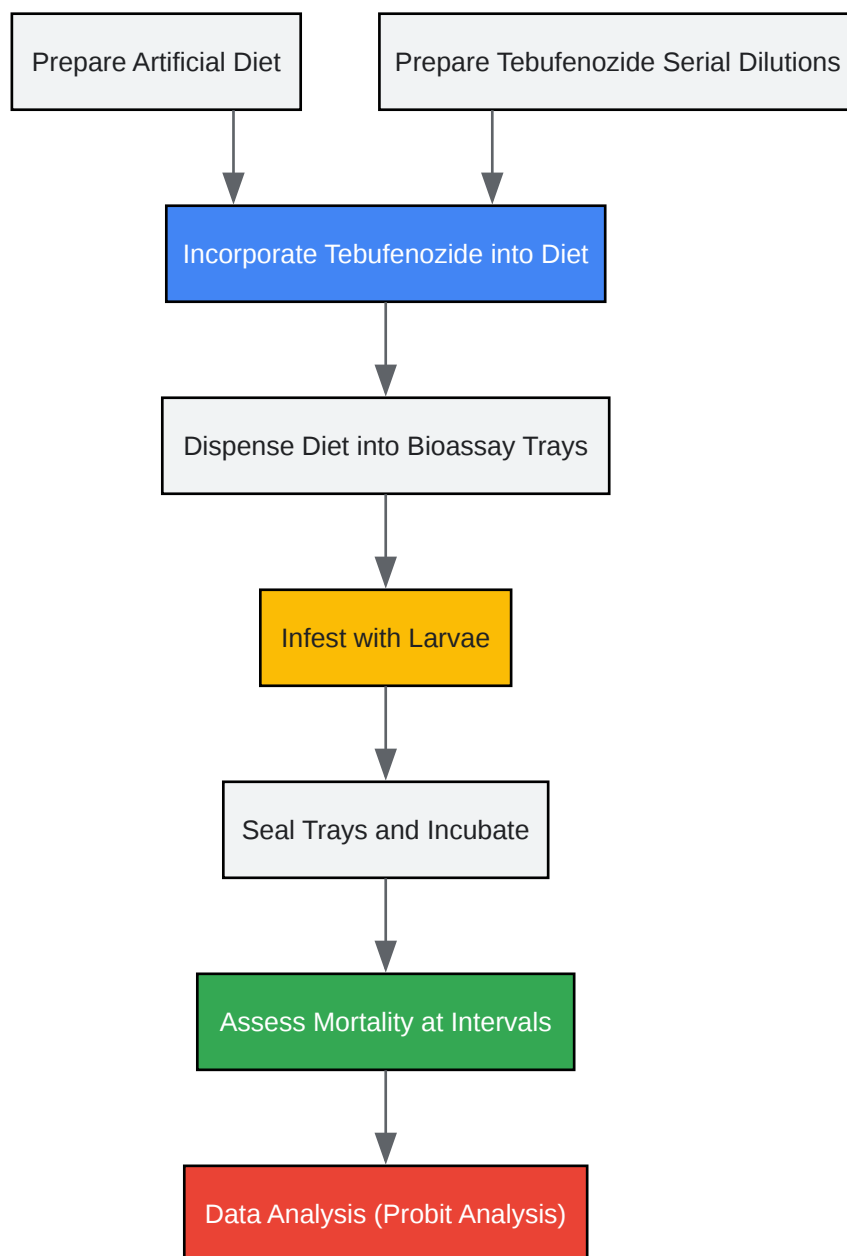 Prepare Artificial Diet
Prepare Tebufenozide Serial Dilutions
Incorporate Tebufenozide into Diet
Dispense Diet into Bioassay Trays
Infest with Larvae
Seal Trays and Incubate
Assess Mortality at Intervals
Data Analysis (Probit Analysis)